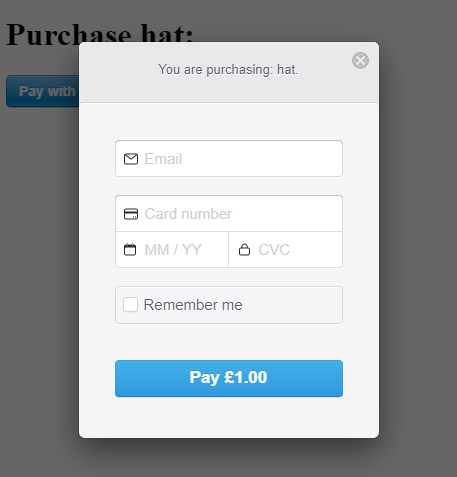 Purchase hat:
You are purchasing: hat.
Pay with
Email
Card number
MM / YY
CVC
Remember me
Pay £1.00